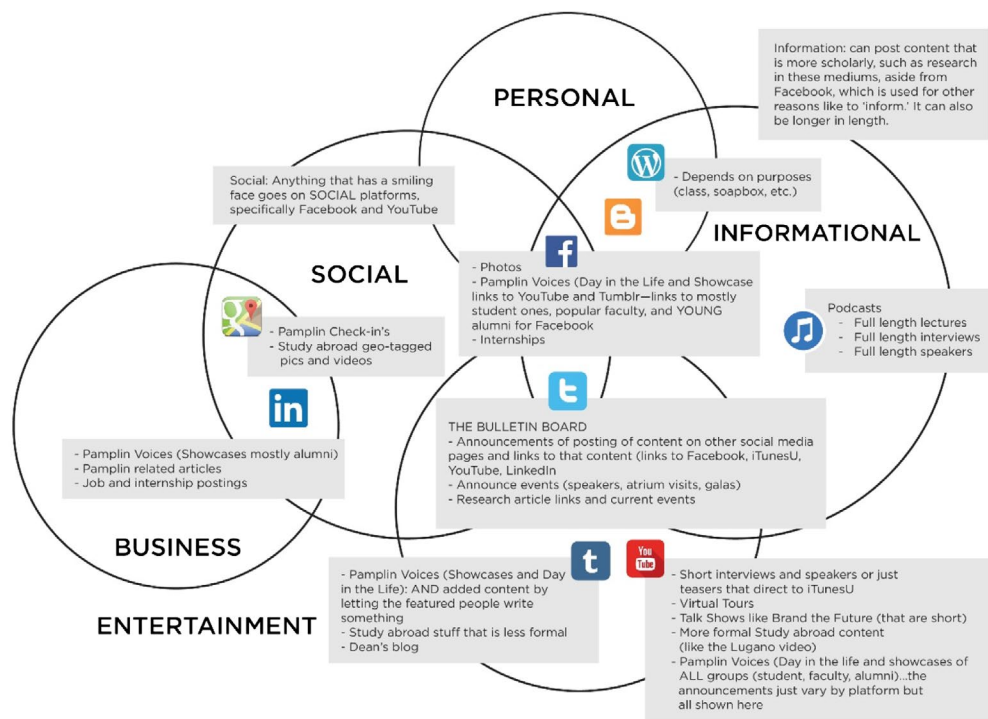 PERSONAL
Information: can post content that
is more scholarly, such as research
in these mediums, aside from
Facebook, which is used for other
reasons like to ‘inform.’ It can also
be longer in length.
- Depends on purposes
(class, soapbox, etc.)
Social: Anything that has a smiling
face goes on SOCIAL platforms,
specifically Facebook and YouTube
INFORMATIONAL
SOCIAL
- Photos
- Pamplin Voices (Day in the Life and Showcase
links to YouTube and Tumblr—links to mostly
student ones, popular faculty, and YOUNG
alumni for Facebook
- Internships
- Pamplin Check-in's
- Study abroad geo-tagged
pics and videos
Podcasts
- Full length lectures
- Full length interviews
- Full length speakers
in
THE BULLETIN BOARD
- Announcements of posting of content on other social media
pages and links to that content (links to Facebook, iTunesU,
YouTube, LinkedIn
- Announce events (speakers, atrium visits, galas)
- Research article links and current events
- Pamplin Voices (Showcases mostly alumni)
- Pamplin related articles
- Job and internship postings
BUSINESS
ENTERTAINMENT
You
Tube
- Pamplin Voices (Showcases and Day
in the Life): AND added content by
letting the featured people write
something
- Study abroad stuff that is less formal
- Dean's blog
- Short interviews and speakers or just
teasers that direct to iTunesU
- Virtual Tours
- Talk Shows like Brand the Future (that are short)
- More formal Study abroad content
(like the Lugano video)
- Pamplin Voices (Day in the life and showcases of
ALL groups (student, faculty, alumni)...the
announcements just vary by platform but
all shown here